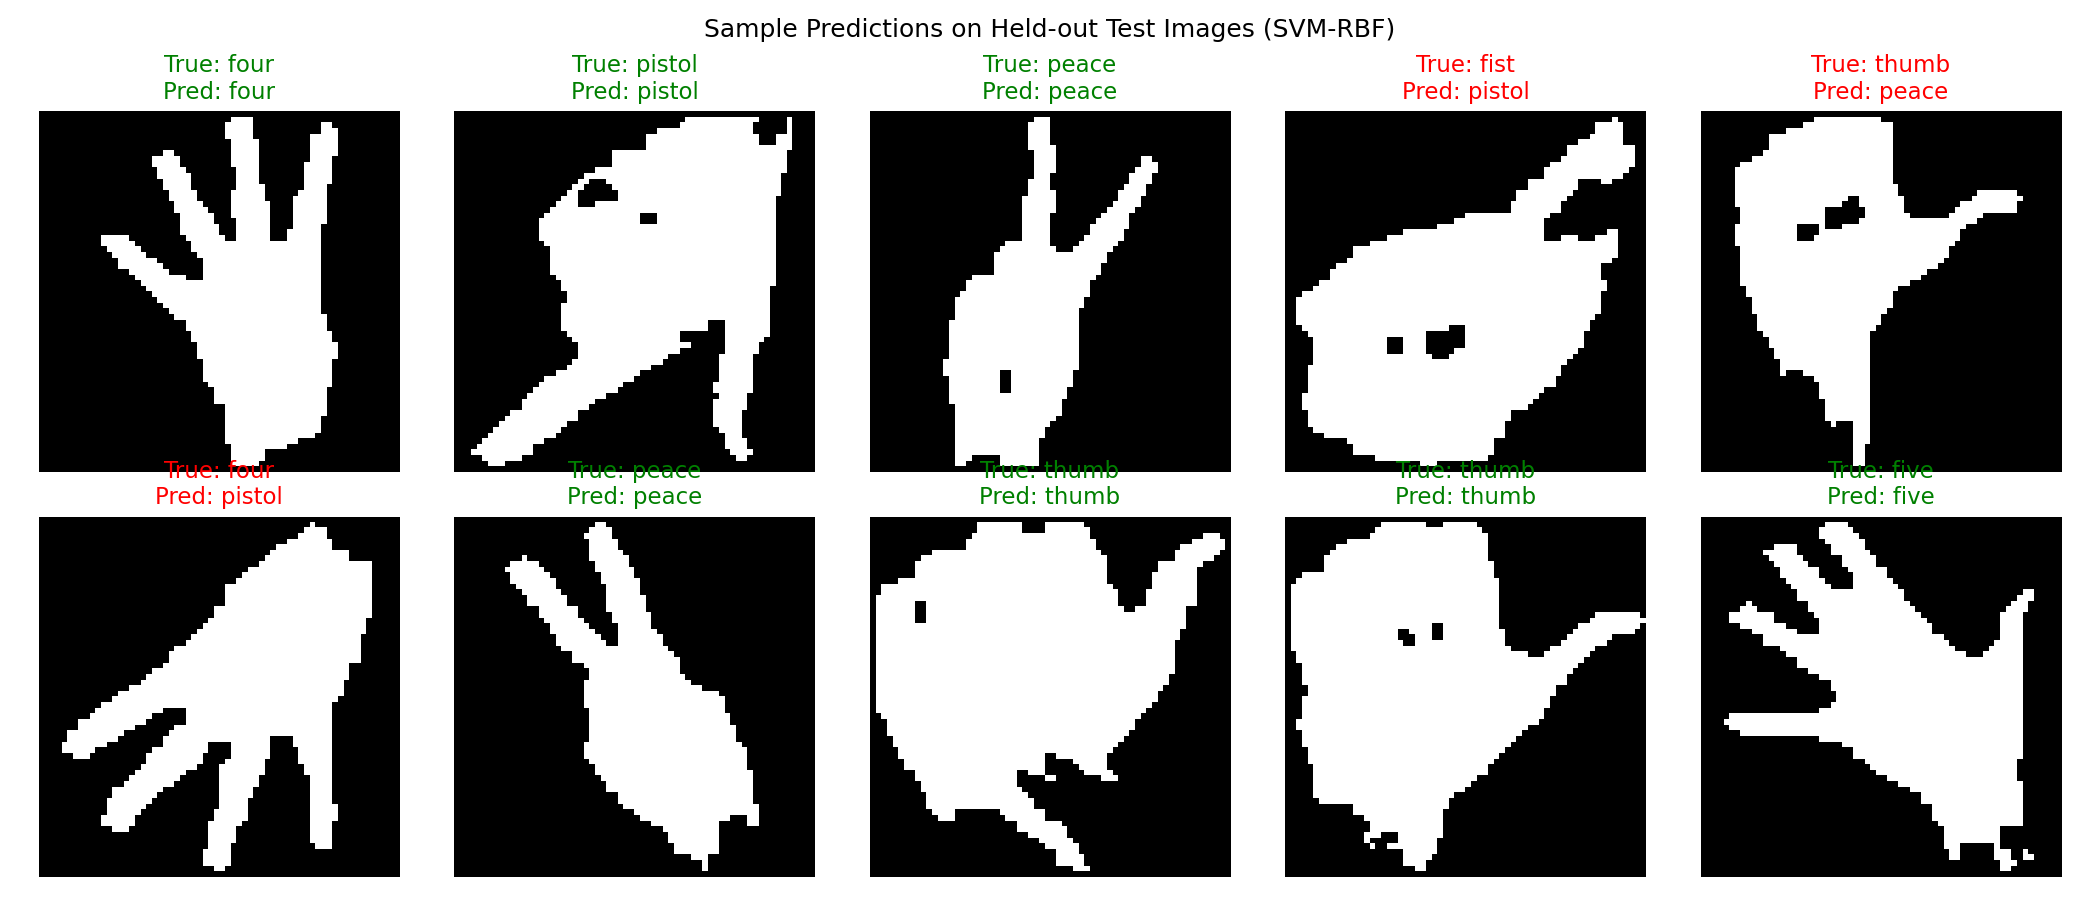 Sample Predictions on Held-out Test Images (SVM-RBF)
True: four
Pred: four
True: pistol
Pred: pistol
True: peace
Pred: peace
True: fist
Pred: pistol
True: thumb
Pred: peace
True: four
Pred: pistol
True: peace
Pred: peace
True: thumb
Pred: thumb
True: thumb
Pred: thumb
True: five
Pred: five